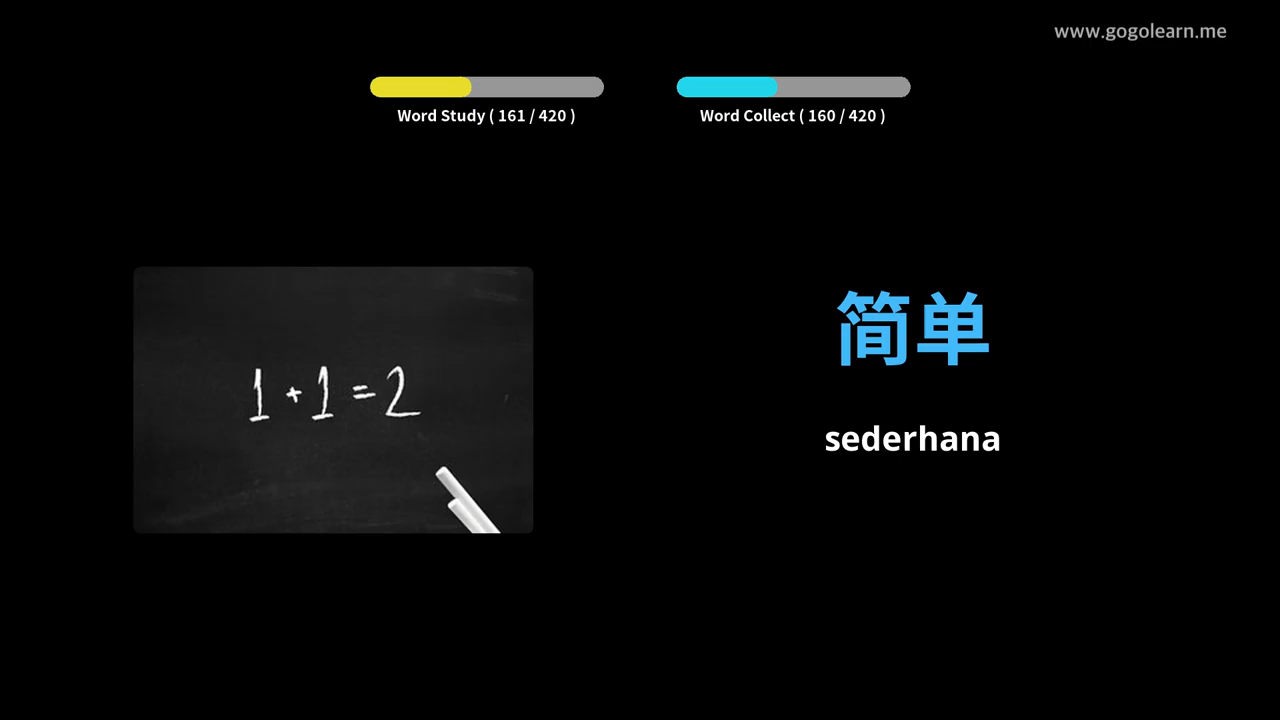 www.gogolearn.me
Word Study ( 161 / 420 )
Word Collect ( 160 / 420 )
1 + 1 = 2
简单
sederhana